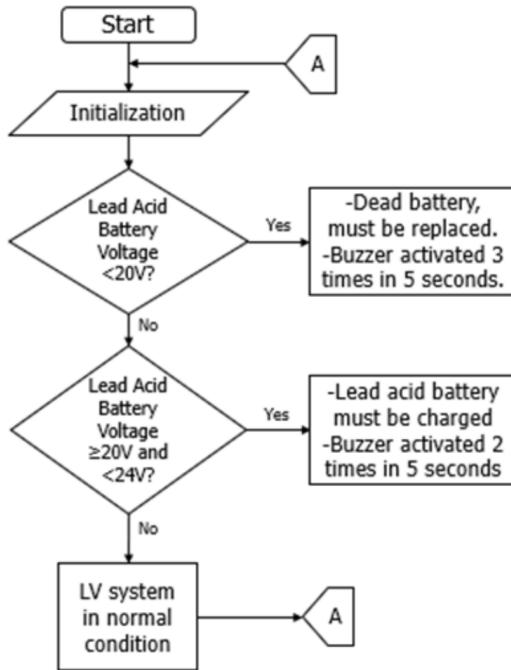 Start
A
Initialization
Lead Acid
Battery
Voltage
<20V?
Yes
-Dead battery,
must be replaced.
-Buzzer activated 3
times in 5 seconds.
No
Lead Acid
Battery
Voltage
≥20V and
<24V?
Yes
-Lead acid battery
must be charged
-Buzzer activated 2
times in 5 seconds
No
LV system
in normal
condition
A